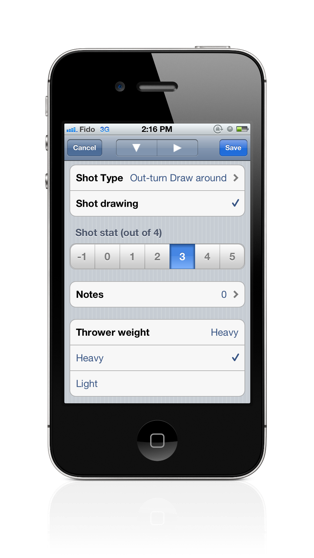 Fido 3G 2:16 PM
Cancel Save
Shot Type Out-turn Draw around
Shot drawing
Shot stat (out of 4)
-1 0 1 2 3 4 5
Notes 0
Thrower weight Heavy
Heavy
Light